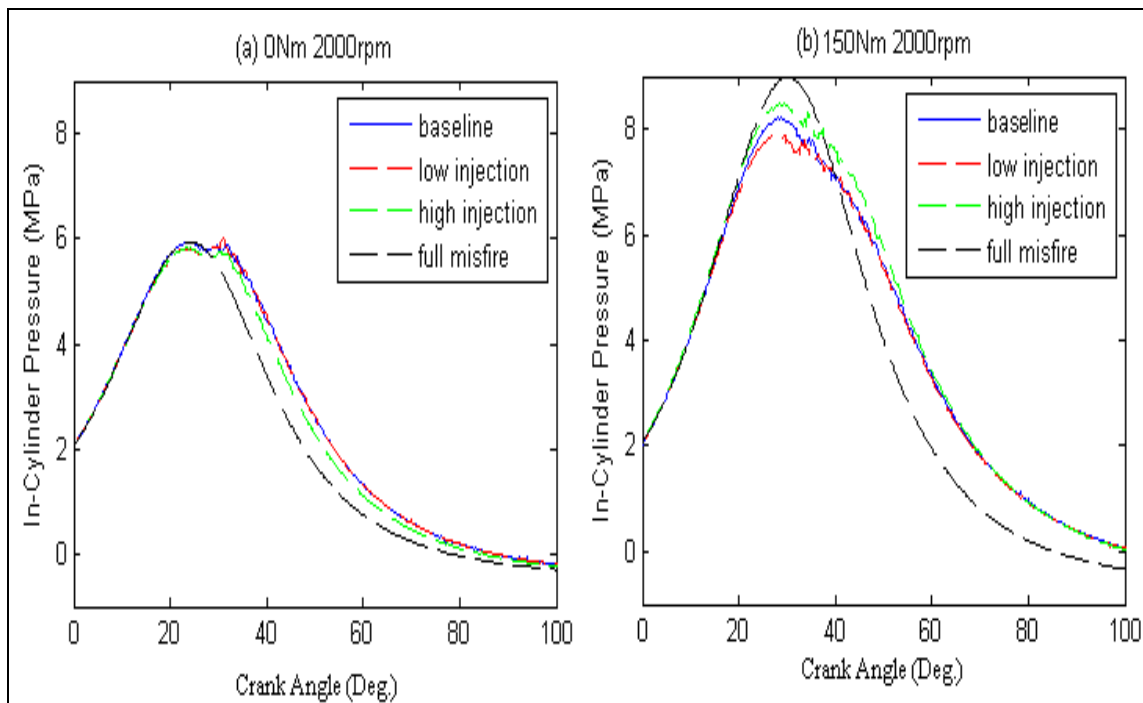 (a) 0Nm 2000rpm
In-Cylinder Pressure (MPa)
8
6
4
2
0
baseline
low injection
high injection
full misfire
0 20 40 60 80 100
Crank Angle (Deg.)
(b) 150Nm 2000rpm
In-Cylinder Pressure (MPa)
8
6
4
2
0
baseline
low injection
high injection
full misfire
0 20 40 60 80 100
Crank Angle (Deg.)